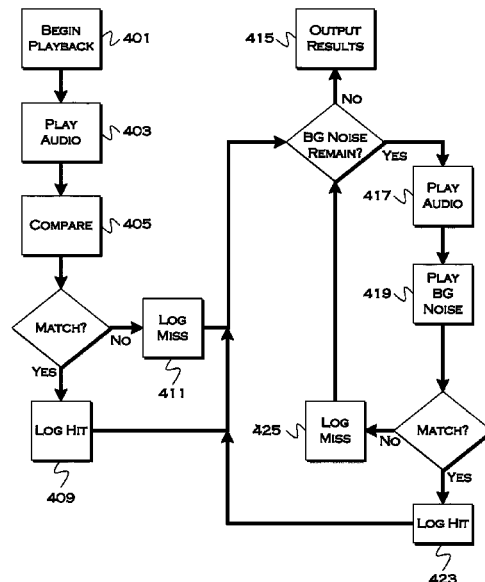 BEGIN
PLAYBACK
401
PLAY
AUDIO
403
COMPARE
405
MATCH?
NO
YES
LOG
MISS
411
LOG HIT
409
415
OUTPUT
RESULTS
NO
BG NOISE
REMAIN?
YES
417
PLAY
AUDIO
419
PLAY
BG
NOISE
MATCH?
NO
YES
425
LOG
MISS
LOG HIT
423